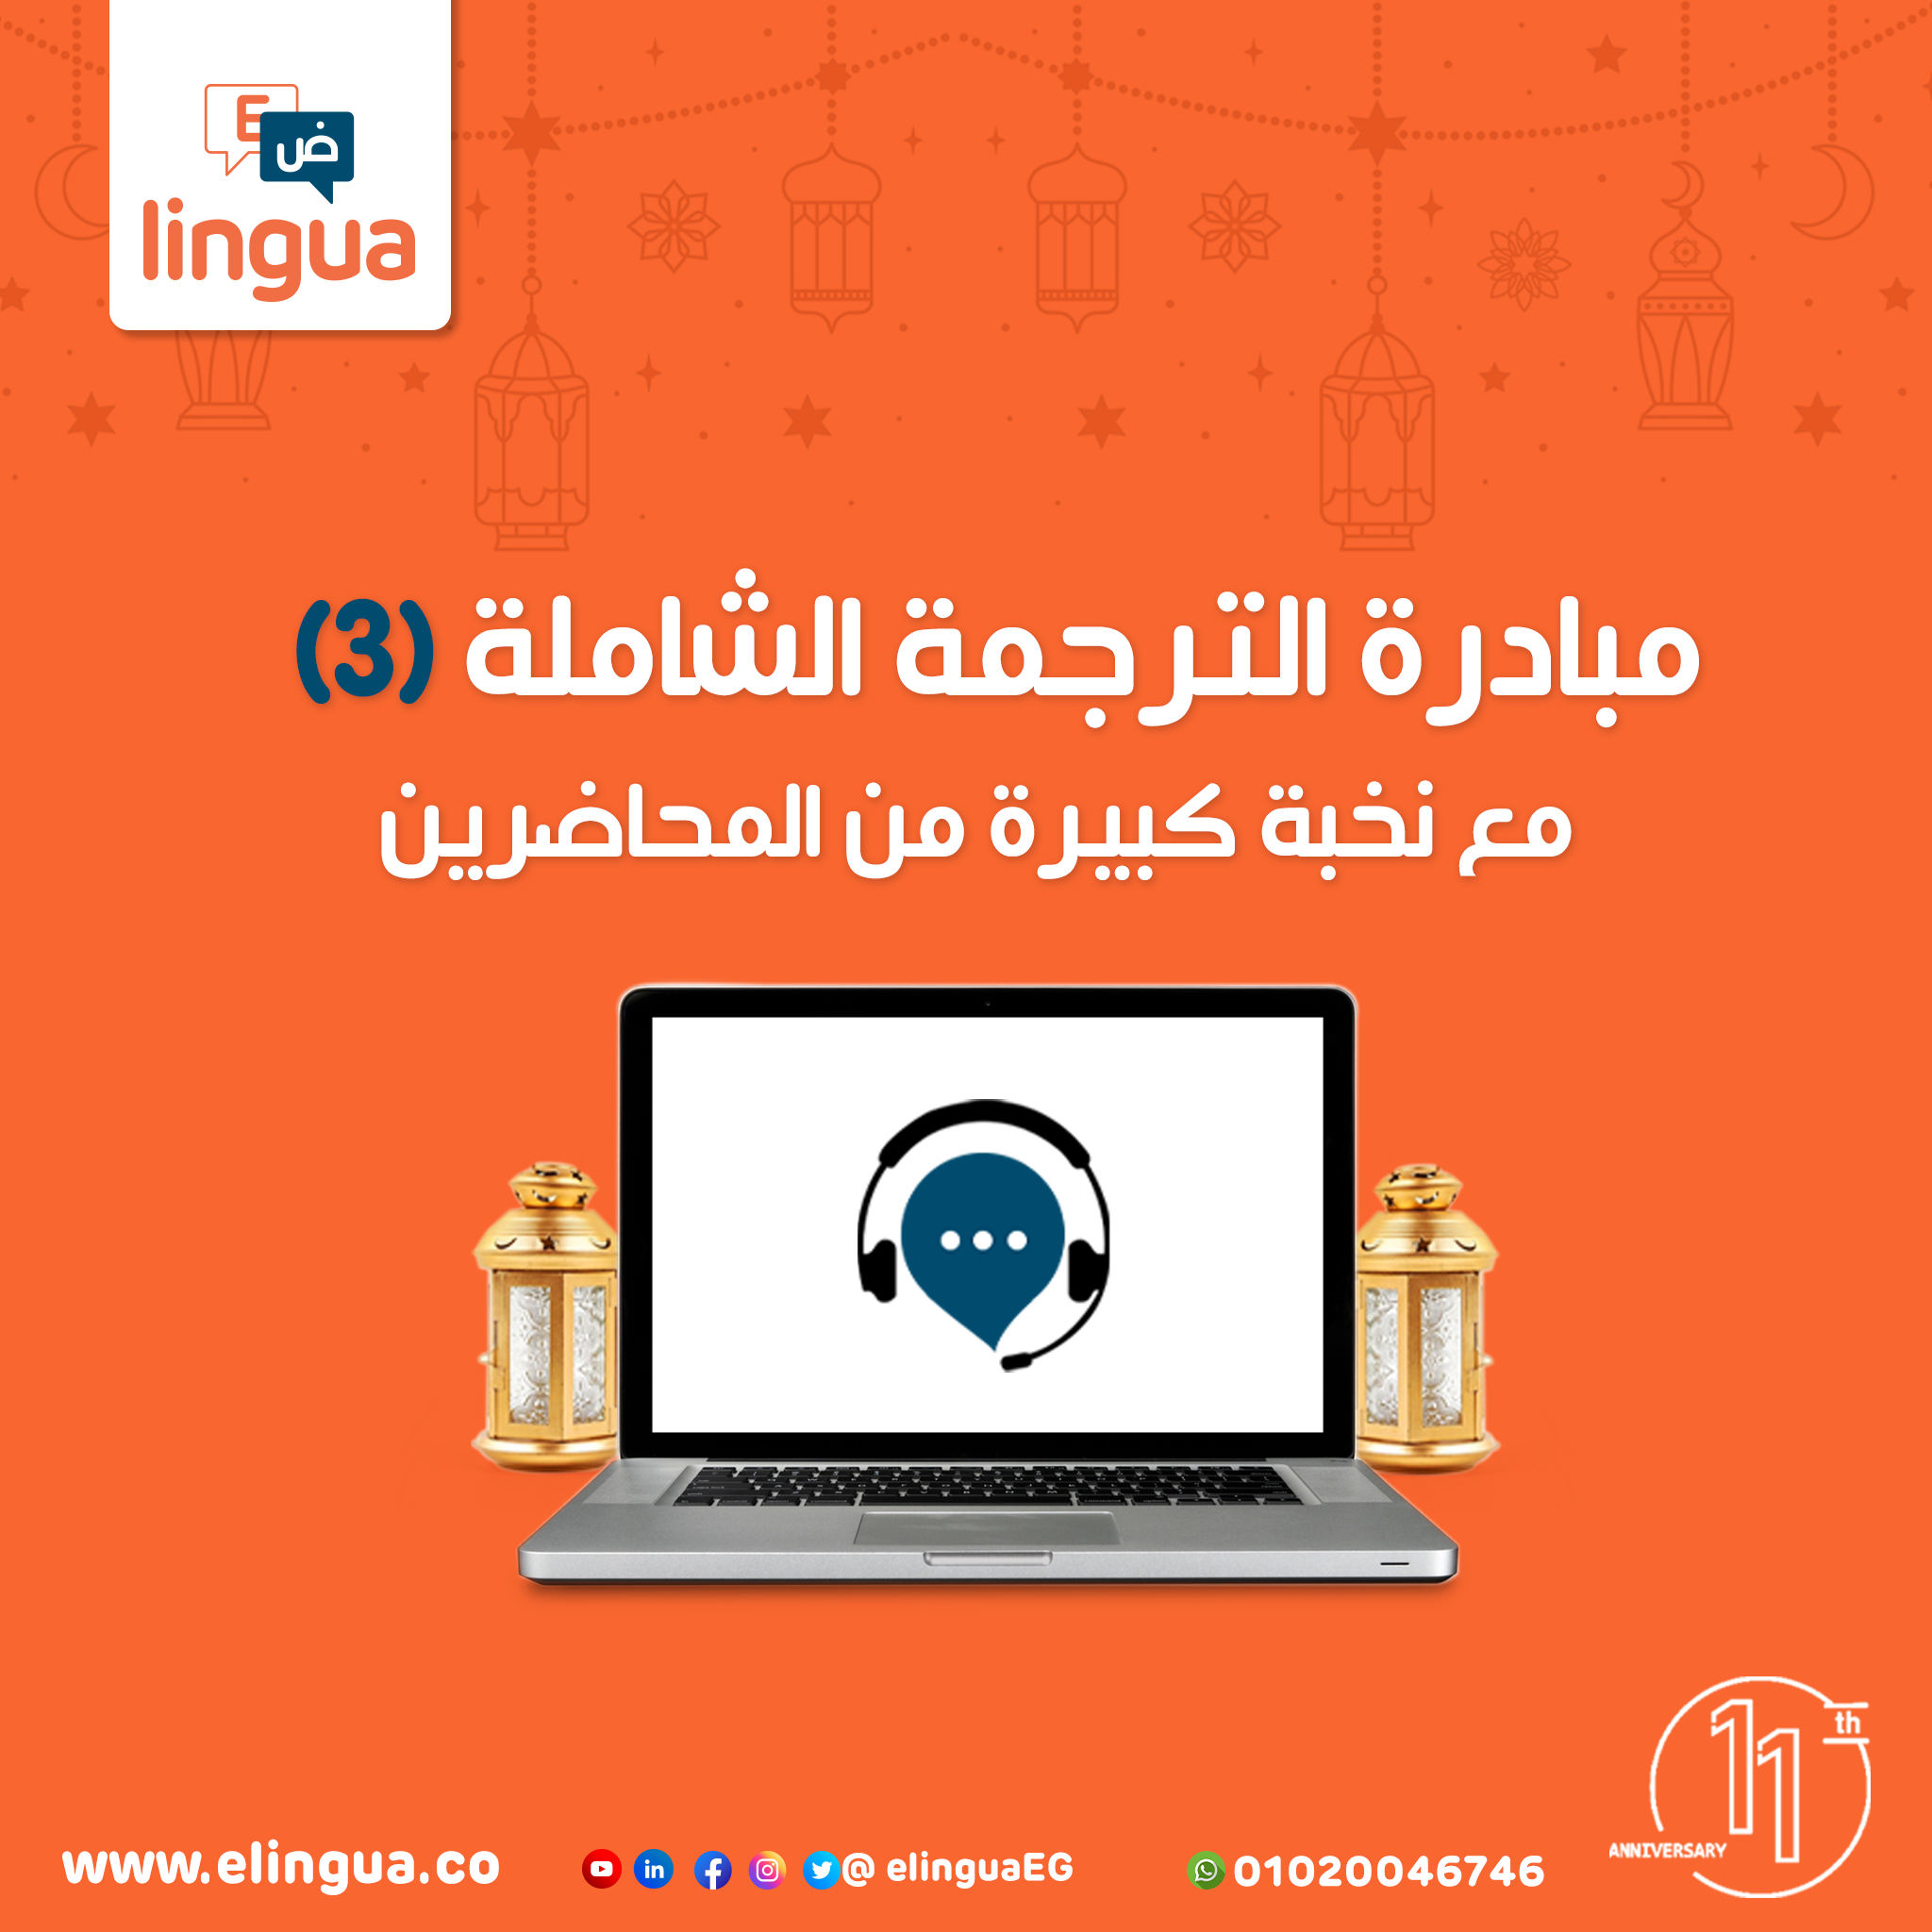 E
ض
lingua
مبادرة الترجمة الشاملة (3)
مع نخبة كبيرة من المحاضرين
11th
ANNIVERSARY
www.elingua.co
@ elinguaEG
01020046746